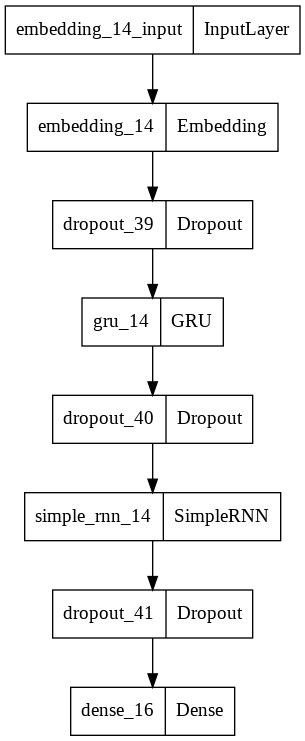 embedding_14_input InputLayer
embedding_14 Embedding
dropout_39 Dropout
gru_14 GRU
dropout_40 Dropout
simple_rnn_14 SimpleRNN
dropout_41 Dropout
dense_16 Dense